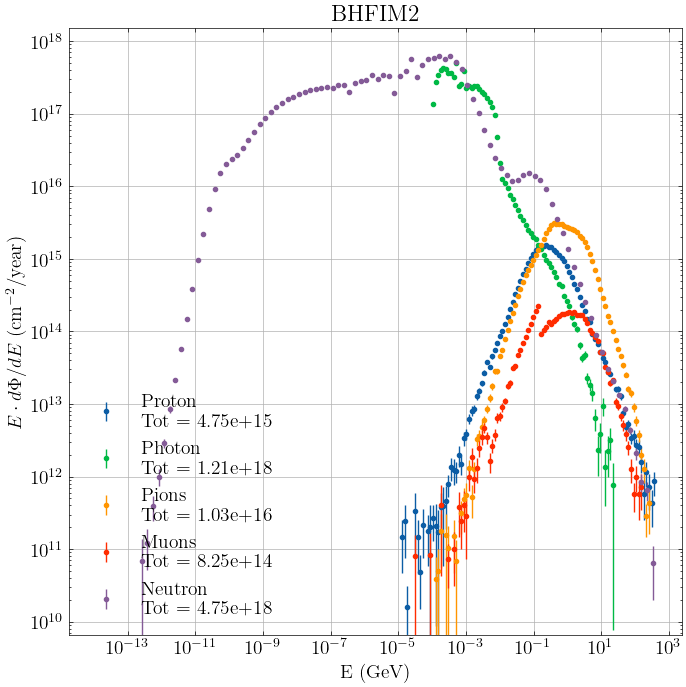 BHFIM2
10^18
10^17
10^16
10^15
10^14
10^13
10^12
10^11
10^10
E · dΦ/dE (cm^−2/year)
Proton
Tot = 4.75e+15
Photon
Tot = 1.21e+18
Pions
Tot = 1.03e+16
Muons
Tot = 8.25e+14
Neutron
Tot = 4.75e+18
10^−13 10^−11 10^−9 10^−7 10^−5 10^−3 10^−1 10^1 10^3
E (GeV)